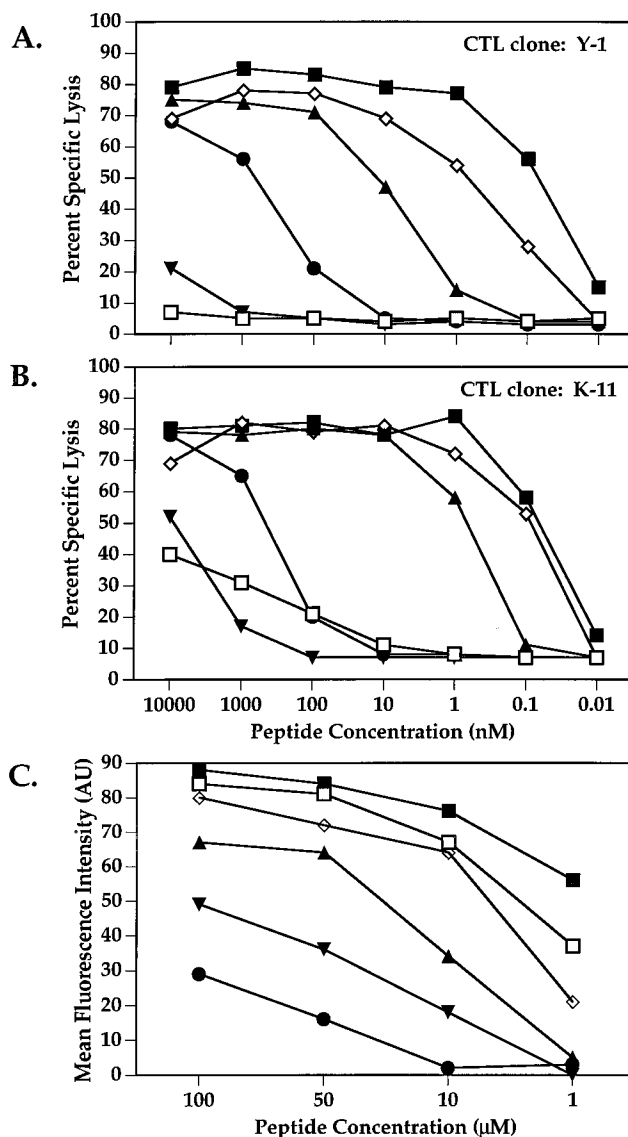 A.
CTL clone: Y-1
Percent Specific Lysis
100
90
80
70
60
50
40
30
20
10
0
B.
CTL clone: K-11
Percent Specific Lysis
100
90
80
70
60
50
40
30
20
10
0
10000 1000 100 10 1 0.1 0.01
Peptide Concentration (nM)
C.
Mean Fluorescence Intensity (AU)
90
80
70
60
50
40
30
20
10
0
100 50 10 1
Peptide Concentration (μM)